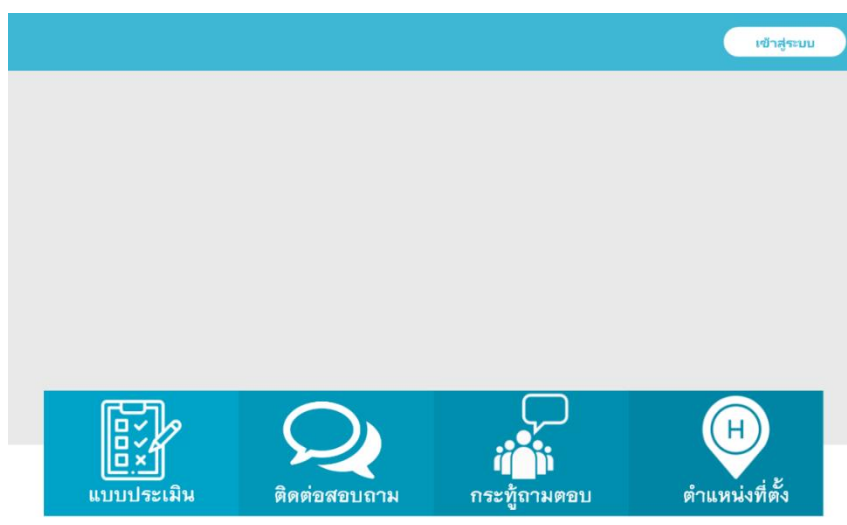 เข้าสู่ระบบ
แบบประเมิน
ติดต่อสอบถาม
กระทู้ถามตอบ
H
ตำแหน่งที่ตั้ง